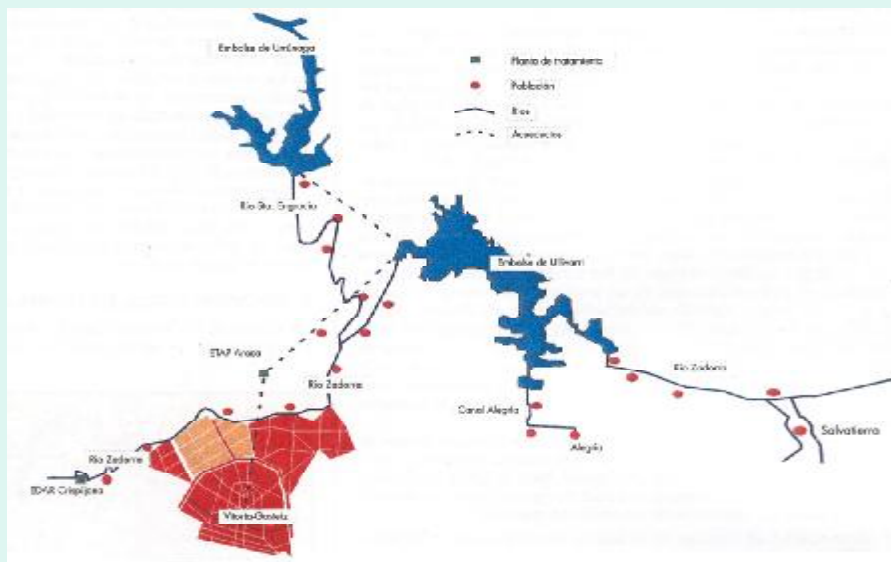 Embalse de Urrúnaga
Planta de tratamiento
Población
Ríos
Acueductos
Río Sta. Engracia
Embalse de Ullivarri
ETAP Araca
Río Zadorra
Río Zadorra
Canal Alegría
Alegría
Salvatierra
Río Zadorra
EDAR Crispijana
Vitoria-Gasteiz